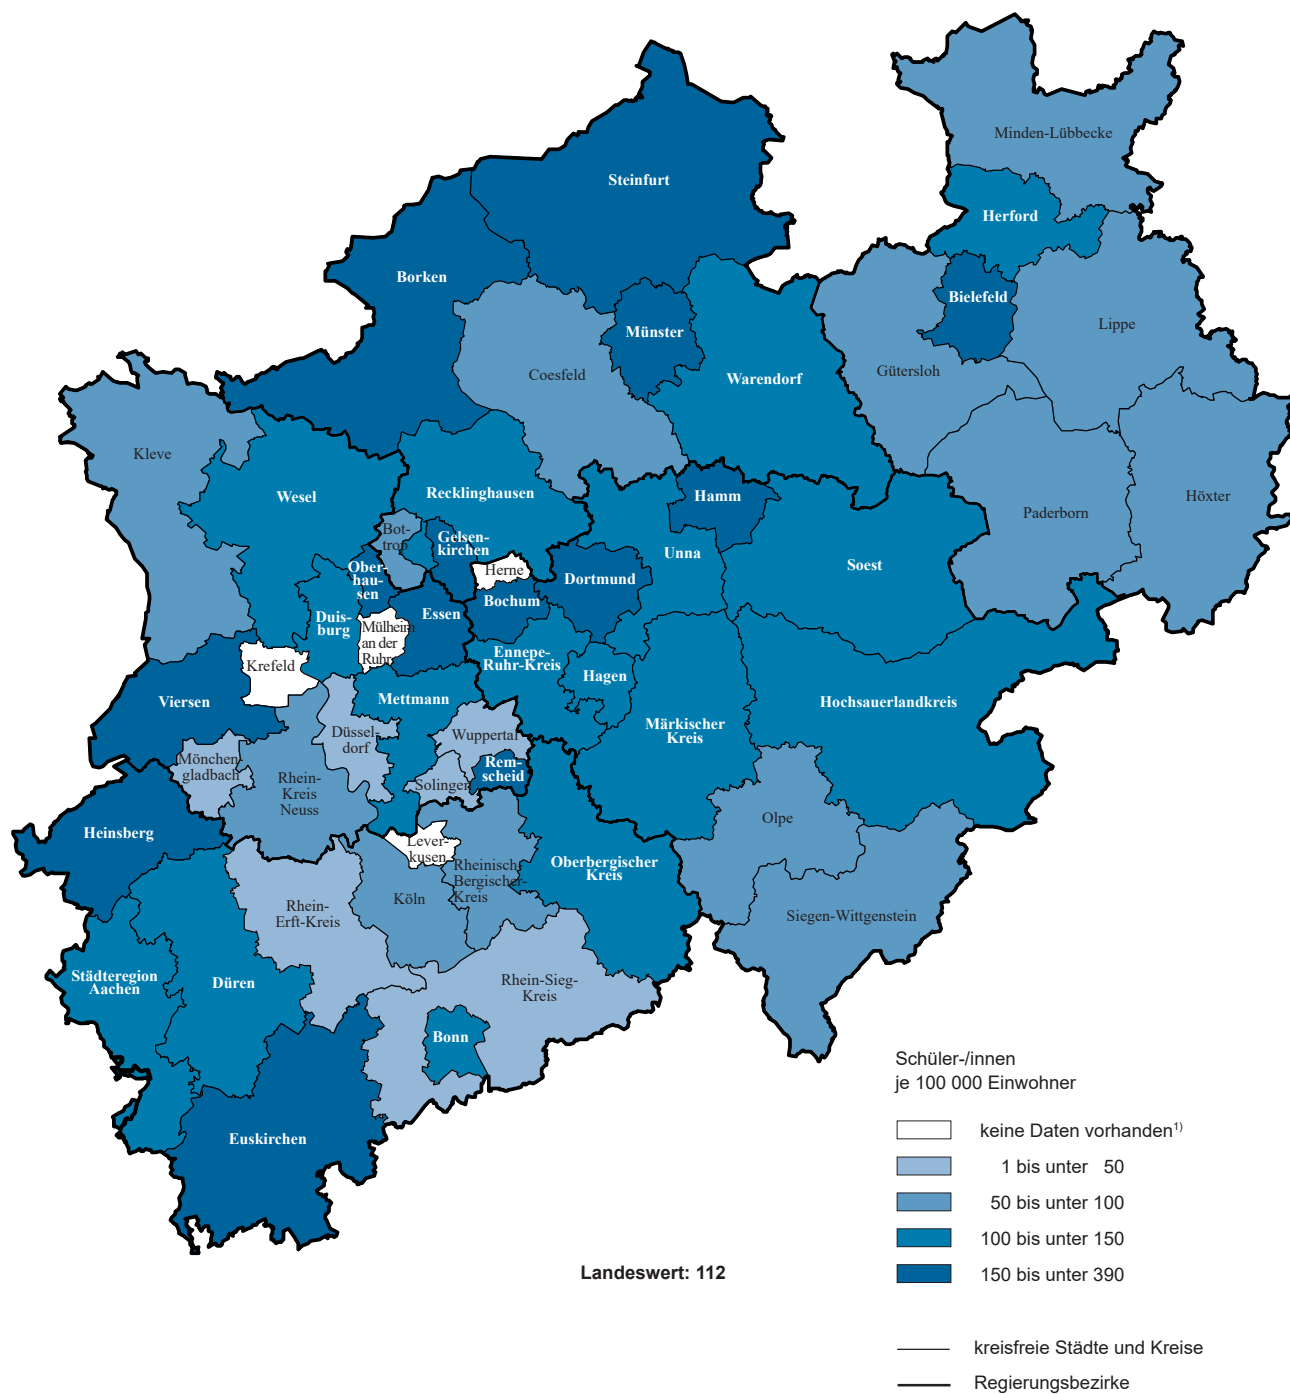 Minden-Lübbecke
Steinfurt
Herford
Borken
Bielefeld
Münster
Lippe
Coesfeld
Warendorf
Gütersloh
Kleve
Wesel
Recklinghausen
Hamm
Höxter
Paderborn
Bot-
trop
Gelsen-
kirchen
Unna
Soest
Herne
Ober-
hau-
sen
Dortmund
Bochum
Essen
Duis-
burg
Mülheim
an der
Ruhr
Krefeld
Ennepe-
Ruhr-Kreis
Hagen
Viersen
Mettmann
Hochsauerlandkreis
Märkischer
Kreis
Düssel-
dorf
Wuppertal
Mönchen
gladbach
Rem-
scheid
Solingen
Rhein-
Kreis
Neuss
Olpe
Heinsberg
Lever-
kusen
Rheinisch-
Bergischer-
Kreis
Oberbergischer
Kreis
Köln
Rhein-
Erft-Kreis
Siegen-Wittgenstein
Städteregion
Aachen
Düren
Rhein-Sieg-
Kreis
Bonn
Euskirchen
Schüler-/innen
je 100 000 Einwohner
keine Daten vorhanden1)
1 bis unter 50
50 bis unter 100
100 bis unter 150
150 bis unter 390
Landeswert: 112
kreisfreie Städte und Kreise
Regierungsbezirke